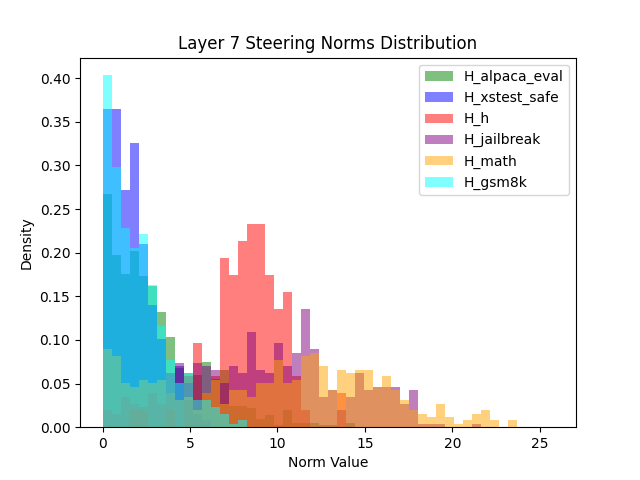 Layer 7 Steering Norms Distribution
H_alpaca_eval
H_xstest_safe
H_h
H_jailbreak
H_math
H_gsm8k
0.40
0.35
0.30
0.25
0.20
0.15
0.10
0.05
0.00
Density
0 5 10 15 20 25
Norm Value